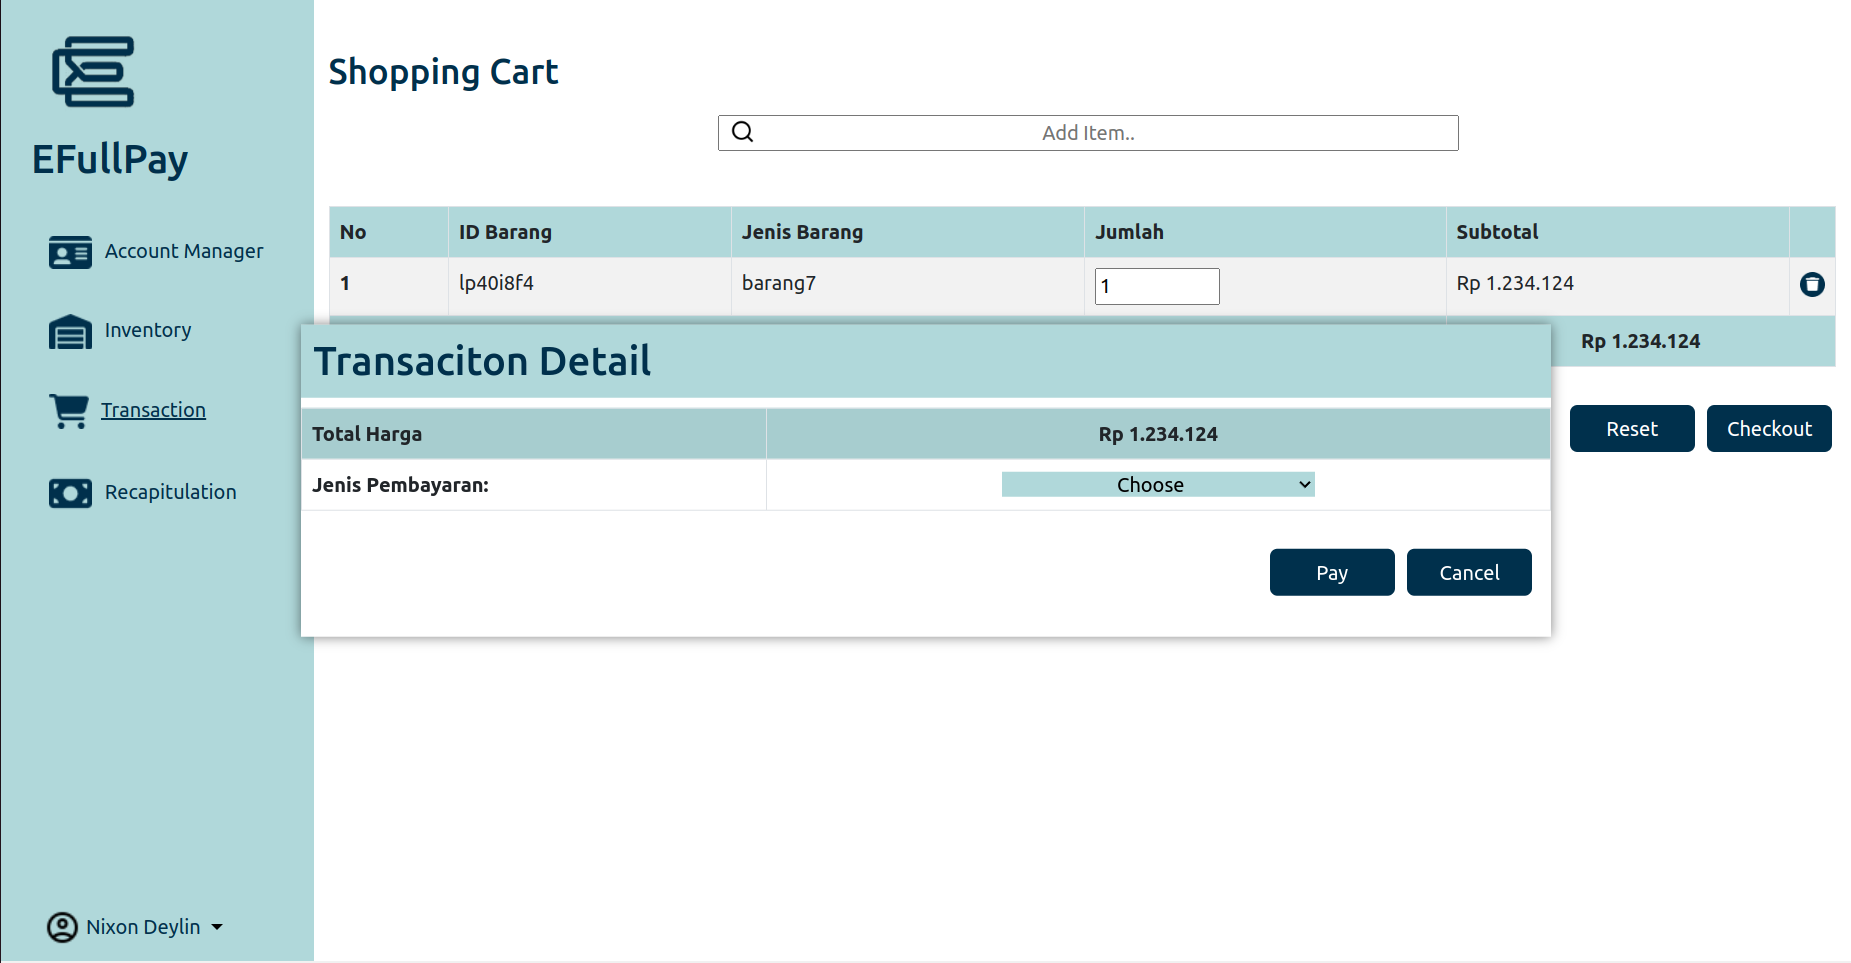 EFullPay
Account Manager
Inventory
Transaction
Recapitulation
Nixon Deylin
Shopping Cart
Add Item..
No ID Barang Jenis Barang Jumlah Subtotal
1 lp40i8f4 barang7 1 Rp 1.234.124
Rp 1.234.124
Reset Checkout
Transaciton Detail
Total Harga Rp 1.234.124
Jenis Pembayaran: Choose
Pay Cancel